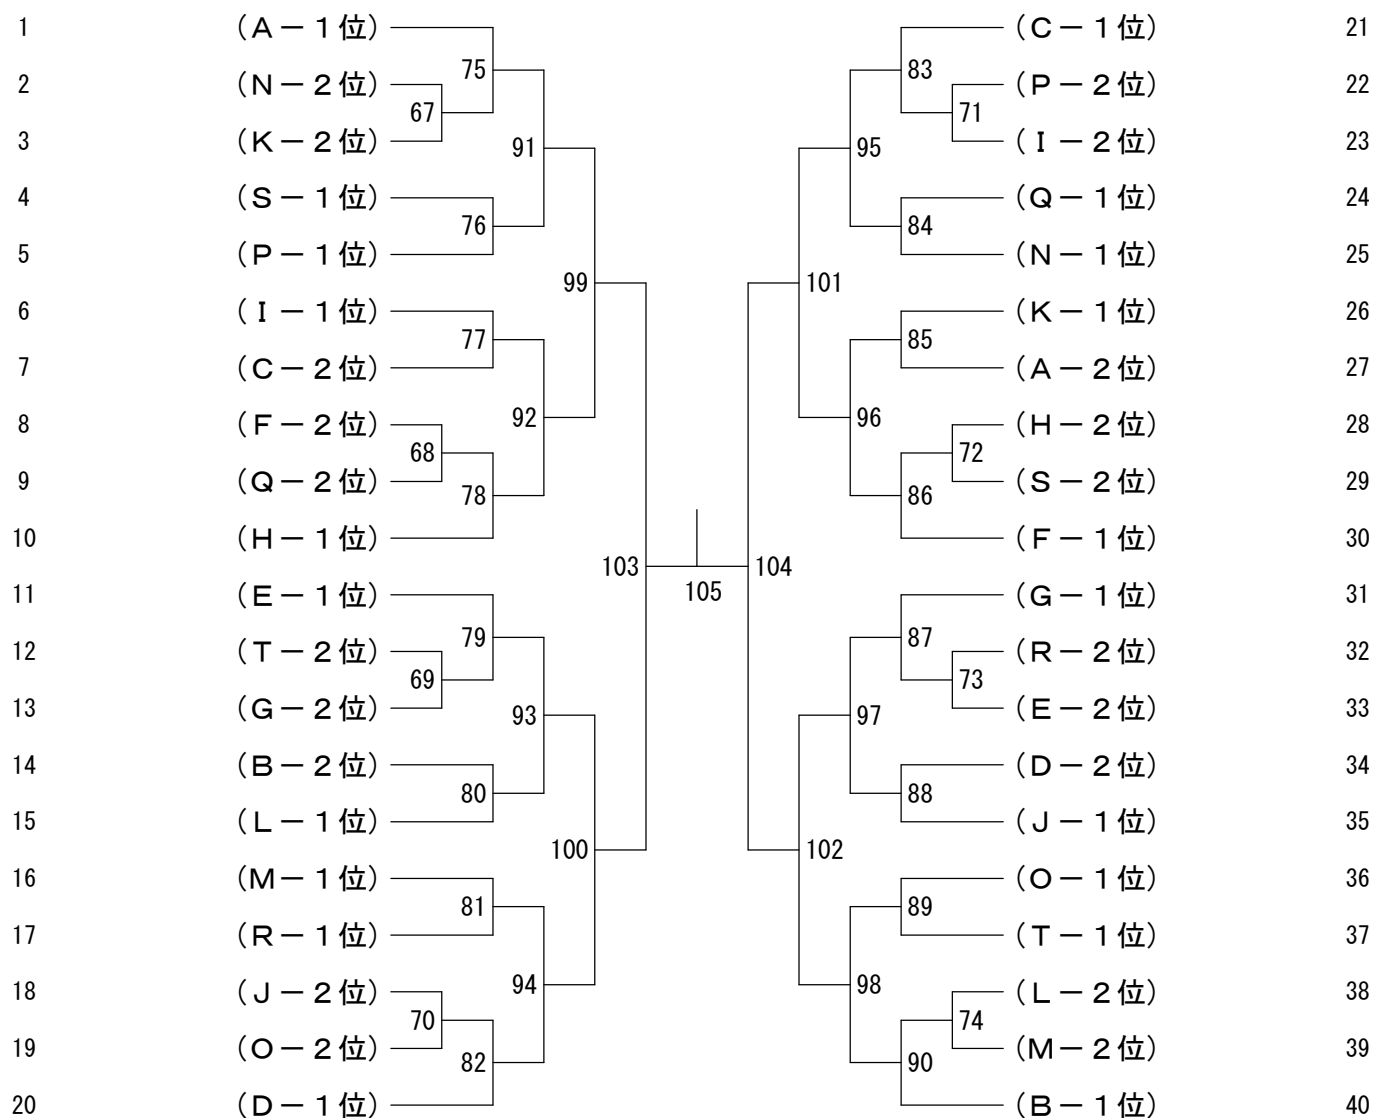 1 （A－1位） （C－1位） 21
75 83
2 （N－2位） （P－2位） 22
67 71
3 （K－2位） 91 95 （I－2位） 23
4 （S－1位） （Q－1位） 24
76 84
5 （P－1位） （N－1位） 25
99 101
6 （I－1位） （K－1位） 26
77 85
7 （C－2位） （A－2位） 27
8 （F－2位） 92 96 （H－2位） 28
68 72
9 （Q－2位） （S－2位） 29
78 86
10 （H－1位） （F－1位） 30
103 104
105
11 （E－1位） （G－1位） 31
79 87
12 （T－2位） （R－2位） 32
69 73
13 （G－2位） 93 97 （E－2位） 33
14 （B－2位） （D－2位） 34
80 88
15 （L－1位） （J－1位） 35
100 102
16 （M－1位） （O－1位） 36
81 89
17 （R－1位） （T－1位） 37
94 98
18 （J－2位） （L－2位） 38
70 74
19 （O－2位） （M－2位） 39
82 90
20 （D－1位） （B－1位） 40